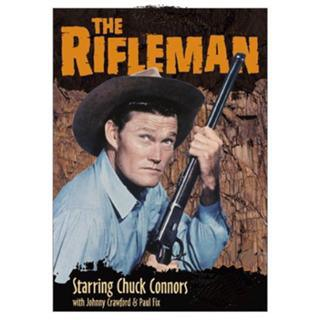 THE
RIFLEMAN
Starring Chuck Connors
with Johnny Crawford & Paul Fix